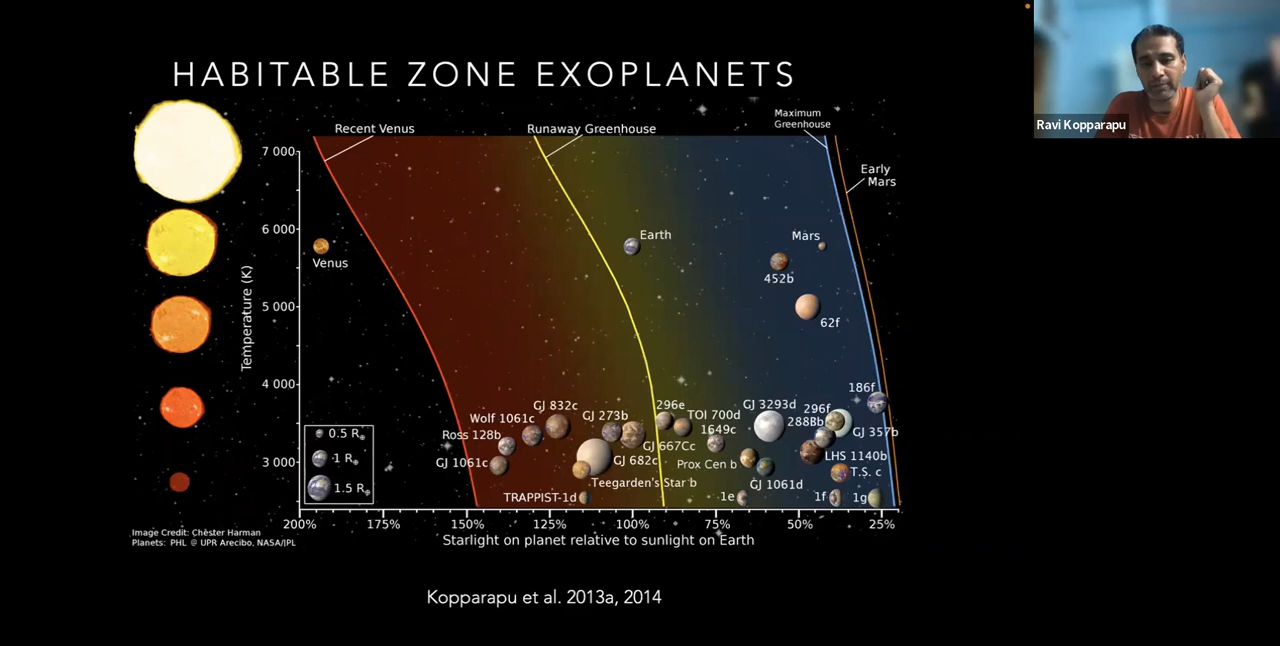 HABITABLE ZONE EXOPLANETS
Ravi Kopparapu
Recent Venus
Runaway Greenhouse
Maximum
Greenhouse
Early
Mars
7 000
6 000
5 000
4 000
3 000
Temperature (K)
Venus
Earth
Mars
452b
62f
186f
GJ 832c
Wolf 1061c
GJ 273b
296e
TOI 700d
GJ 3293d
296f
1649c
Ross 128b
GJ 357b
GJ 667Cc
GJ 1061c
GJ 682c
Prox Cen b
LHS 1140b
T.S. c
Teegarden's Star b
GJ 1061d
TRAPPIST-1d
1e
1f
1g
0.5 R⊕
1 R⊕
1.5 R⊕
200% 175% 150% 125% 100% 75% 50% 25%
Starlight on planet relative to sunlight on Earth
Image Credit: Chester Harman
Planets: PHL @ UPR Arecibo, NASA/JPL
Kopparapu et al. 2013a, 2014